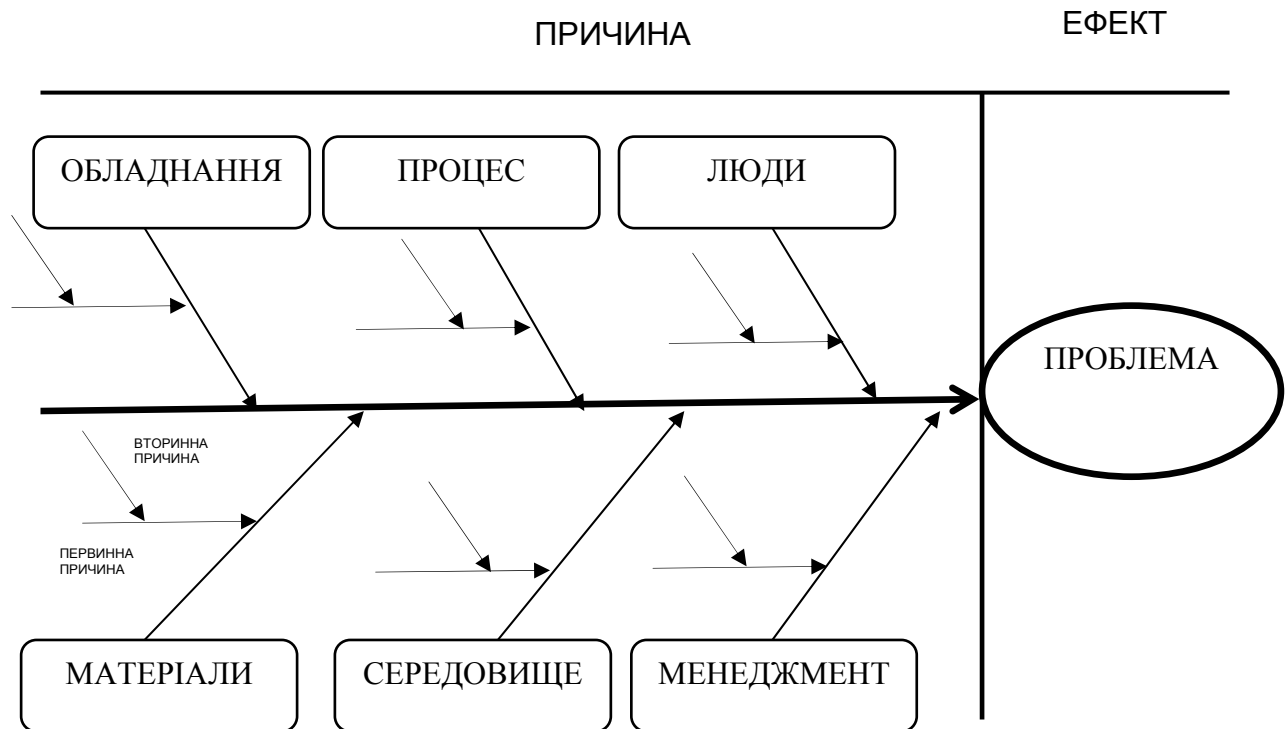 ПРИЧИНА
ЕФЕКТ
ОБЛАДНАННЯ
ПРОЦЕС
ЛЮДИ
ПРОБЛЕМА
ВТОРИННА
ПРИЧИНА
ПЕРВИННА
ПРИЧИНА
МАТЕРІАЛИ
СЕРЕДОВИЩЕ
МЕНЕДЖМЕНТ